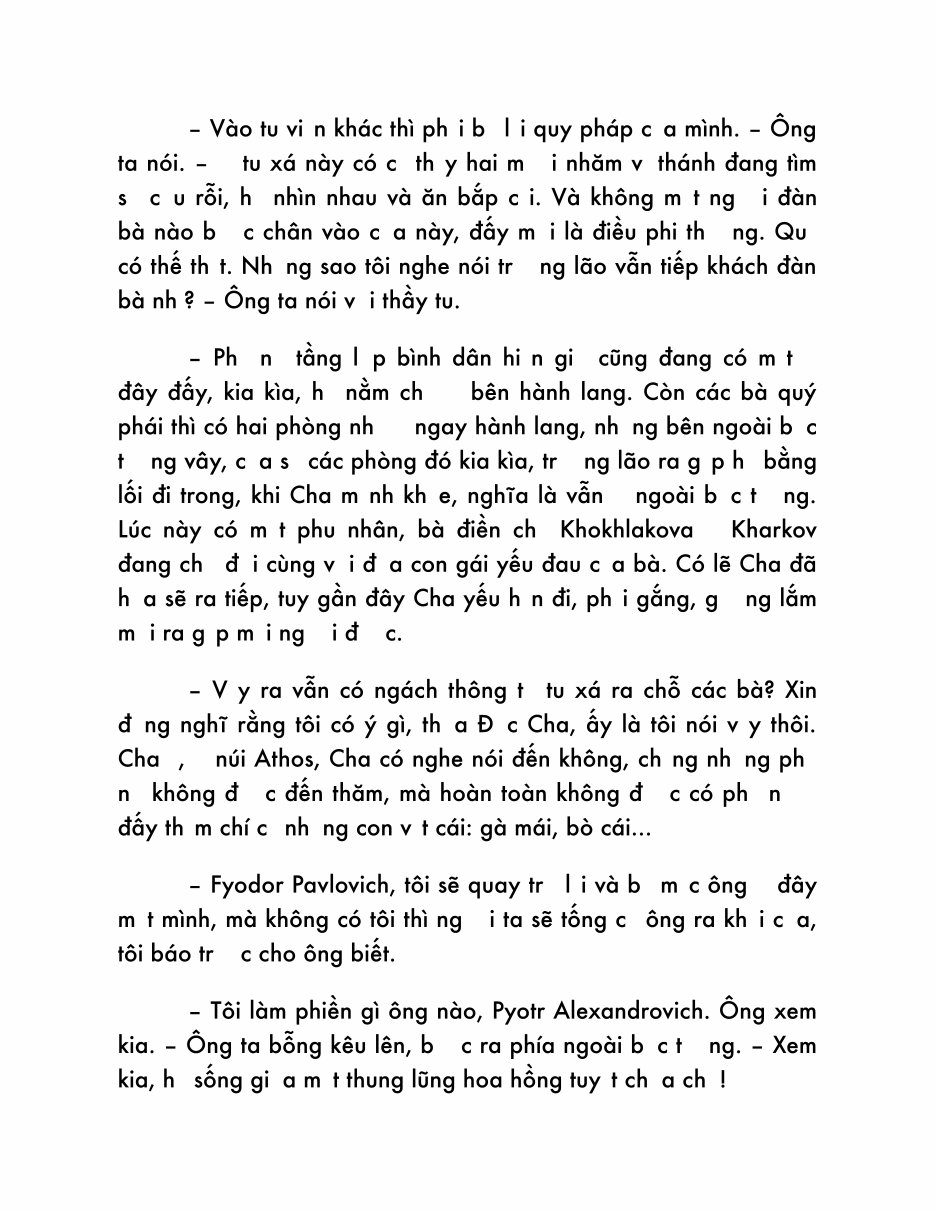 – Vào tu vi n khác thì ph i b l i quy pháp c a mình. – Ông
ta nói. – tu xá này có c th y hai m i nhăm v thánh đang tìm
s c u rỗi, h nhìn nhau và ăn bắp c i. Và không m t ng i đàn
bà nào b c chân vào c a này, đấy m i là điều phi th ng. Qu
có thế th t. Nh ng sao tôi nghe nói tr ng lão vẫn tiếp khách đàn
bà nh ? – Ông ta nói v i thầy tu.
– Ph n tầng l p bình dân hi n gi cũng đang có m t
đây đấy, kia kìa, h nằm ch bên hành lang. Còn các bà quý
phái thì có hai phòng nh ngay hành lang, nh ng bên ngoài b c
t ng vây, c a s các phòng đó kia kìa, tr ng lão ra g p h bằng
lối đi trong, khi Cha m nh kh e, nghĩa là vẫn ngoài b c t ng.
Lúc này có m t phu nhân, bà điền ch Khokhlakova Kharkov
đang ch đ i cùng v i đ a con gái yếu đau c a bà. Có lẽ Cha đã
h a sẽ ra tiếp, tuy gần đây Cha yếu h n đi, ph i gắng, g ng lắm
m i ra g p m i ng i đ c.
– V y ra vẫn có ngách thông t tu xá ra chỗ các bà? Xin
đ ng nghĩ rằng tôi có ý gì, th a Đ c Cha, ấy là tôi nói v y thôi.
Cha , núi Athos, Cha có nghe nói đến không, ch ng nh ng ph
n không đ c đến thăm, mà hoàn toàn không đ c có ph n
đấy th m chí c nh ng con v t cái: gà mái, bò cái...
– Fyodor Pavlovich, tôi sẽ quay tr l i và b m c ông đây
m t mình, mà không có tôi thì ng i ta sẽ tống c ông ra kh i c a,
tôi báo tr c cho ông biết.
– Tôi làm phiền gì ông nào, Pyotr Alexandrovich. Ông xem
kia. – Ông ta bỗng kêu lên, b c ra phía ngoài b c t ng. – Xem
kia, h sống gi a m t thung lũng hoa hồng tuy t ch a ch !